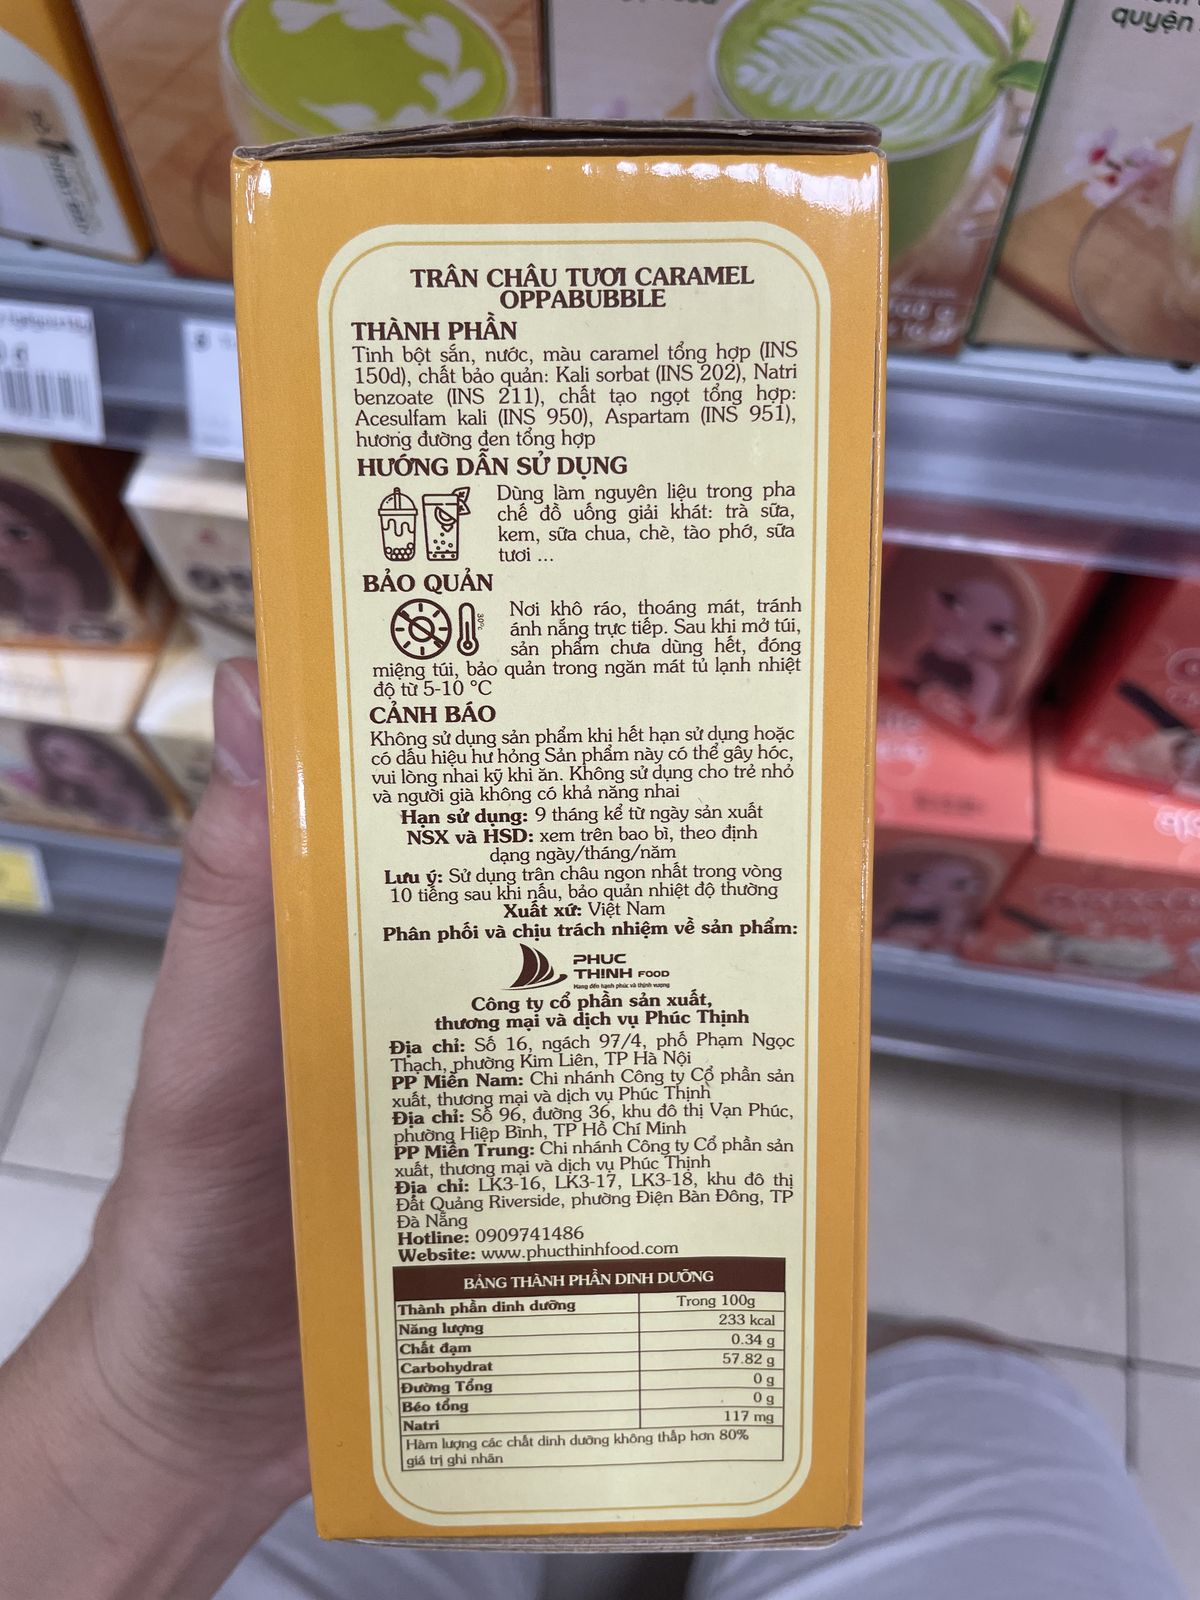 quyện
TRÂN CHÂU TƯƠI CARAMEL
OPPABUBBLE
THÀNH PHẦN
Tinh bột sắn, nước, màu caramel tổng hợp (INS
150d), chất bảo quản: Kali sorbat (INS 202), Natri
benzoate (INS 211), chất tạo ngọt tổng hợp:
Acesulfam kali (INS 950), Aspartam (INS 951),
hương đường đen tổng hợp
HƯỚNG DẪN SỬ DỤNG
Dùng làm nguyên liệu trong pha
chế đồ uống giải khát: trà sữa,
kem, sữa chua, chè, tào phớ, sữa
tươi ...
BẢO QUẢN
30°c
Nơi khô ráo, thoáng mát, tránh
ánh nắng trực tiếp. Sau khi mở túi,
sản phẩm chưa dùng hết, đóng
miệng túi, bảo quản trong ngăn mát tủ lạnh nhiệt
độ từ 5-10 °C
CẢNH BÁO
Không sử dụng sản phẩm khi hết hạn sử dụng hoặc
có dấu hiệu hư hỏng Sản phẩm này có thể gây hóc,
vui lòng nhai kỹ khi ăn. Không sử dụng cho trẻ nhỏ
và người già không có khả năng nhai
Hạn sử dụng: 9 tháng kể từ ngày sản xuất
NSX và HSD: xem trên bao bì, theo định
dạng ngày/tháng/năm
Lưu ý: Sử dụng trân châu ngon nhất trong vòng
10 tiếng sau khi nấu, bảo quản nhiệt độ thường
Xuất xứ: Việt Nam
Phân phối và chịu trách nhiệm về sản phẩm:
PHUC
THINH FOOD
Mang đến hạnh phúc và thịnh vượng
Công ty cổ phần sản xuất,
thương mại và dịch vụ Phúc Thịnh
Địa chỉ: Số 16, ngách 97/4, phố Phạm Ngọc
Thạch, phường Kim Liên, TP Hà Nội
PP Miền Nam: Chi nhánh Công ty Cổ phần sản
xuất, thương mại và dịch vụ Phúc Thịnh
Địa chỉ: Số 96, đường 36, khu đô thị Vạn Phúc,
phường Hiệp Bình, TP Hồ Chí Minh
PP Miền Trung: Chi nhánh Công ty Cổ phần sản
xuất, thương mại và dịch vụ Phúc Thịnh
Địa chỉ: LK3-16, LK3-17, LK3-18, khu đô thị
Đất Quảng Riverside, phường Điện Bàn Đông, TP
Đà Nẵng
Hotline: 0909741486
Website: www.phucthinhfood.com
BẢNG THÀNH PHẦN DINH DƯỠNG
Thành phần dinh dưỡng Trong 100g
Năng lượng 233 kcal
Chất đạm 0.34 g
Carbohydrat 57.82 g
Đường Tổng 0 g
Béo tổng 0 g
Natri 117 mg
Hàm lượng các chất dinh dưỡng không thấp hơn 80%
giá trị ghi nhãn